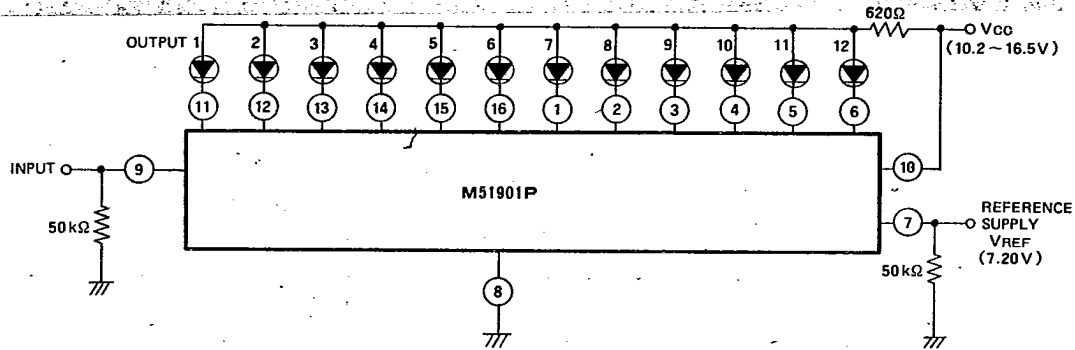 620Ω
OUTPUT 1 2 3 4 5 6 7 8 9 10 11 12
VCC
(10.2~16.5V)
11 12 13 14 15 16 1 2 3 4 5 6
INPUT 9
M51901P
10
50kΩ
7
REFERENCE
SUPPLY
VREF
(7.20V)
50kΩ
8